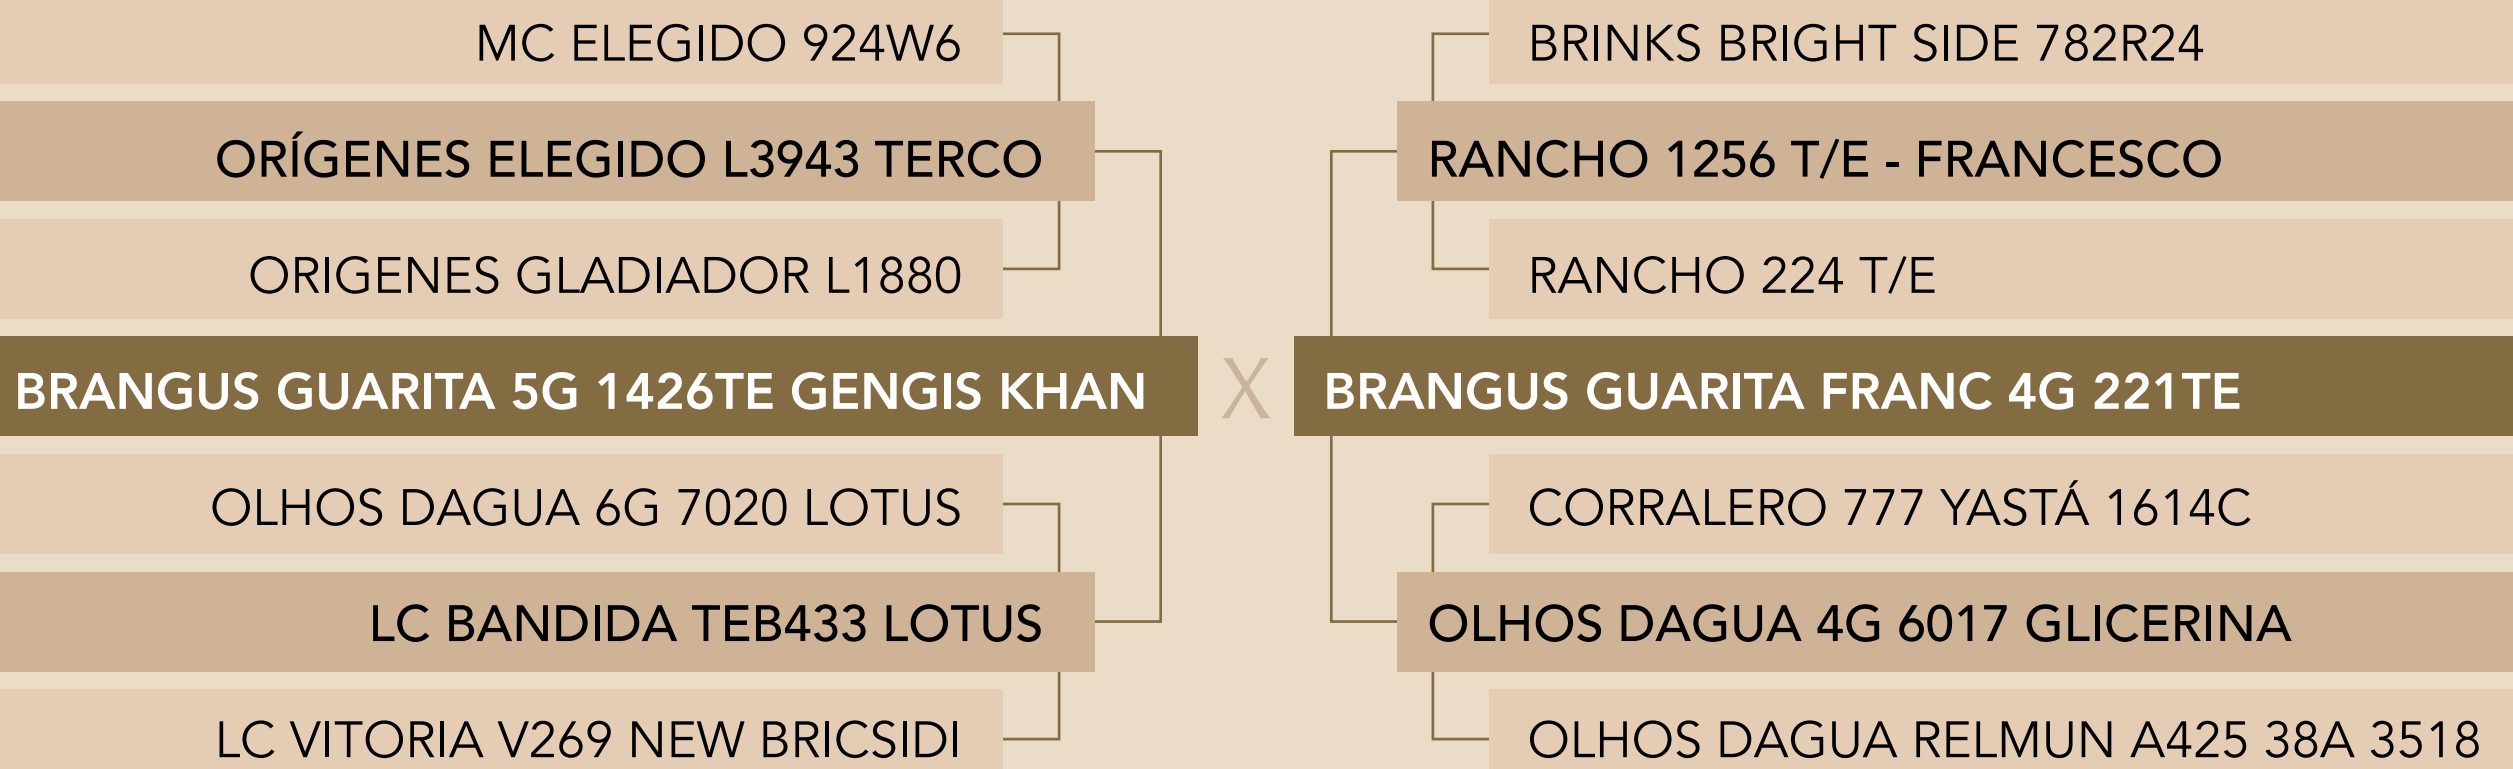 MC ELEGIDO 924W6
ORÍGENES ELEGIDO L3943 TERCO
ORIGENES GLADIADOR L1880
BRANGUS GUARITA 5G 1426TE GENGIS KHAN
OLHOS DAGUA 6G 7020 LOTUS
LC BANDIDA TEB433 LOTUS
LC VITORIA V269 NEW BRICSIDI
X
BRINKS BRIGHT SIDE 782R24
RANCHO 1256 T/E - FRANCESCO
RANCHO 224 T/E
BRANGUS GUARITA FRANC 4G 221TE
CORRALERO 777 YASTÁ 1614C
OLHOS DAGUA 4G 6017 GLICERINA
OLHOS DAGUA RELMUN A425 38A 3518